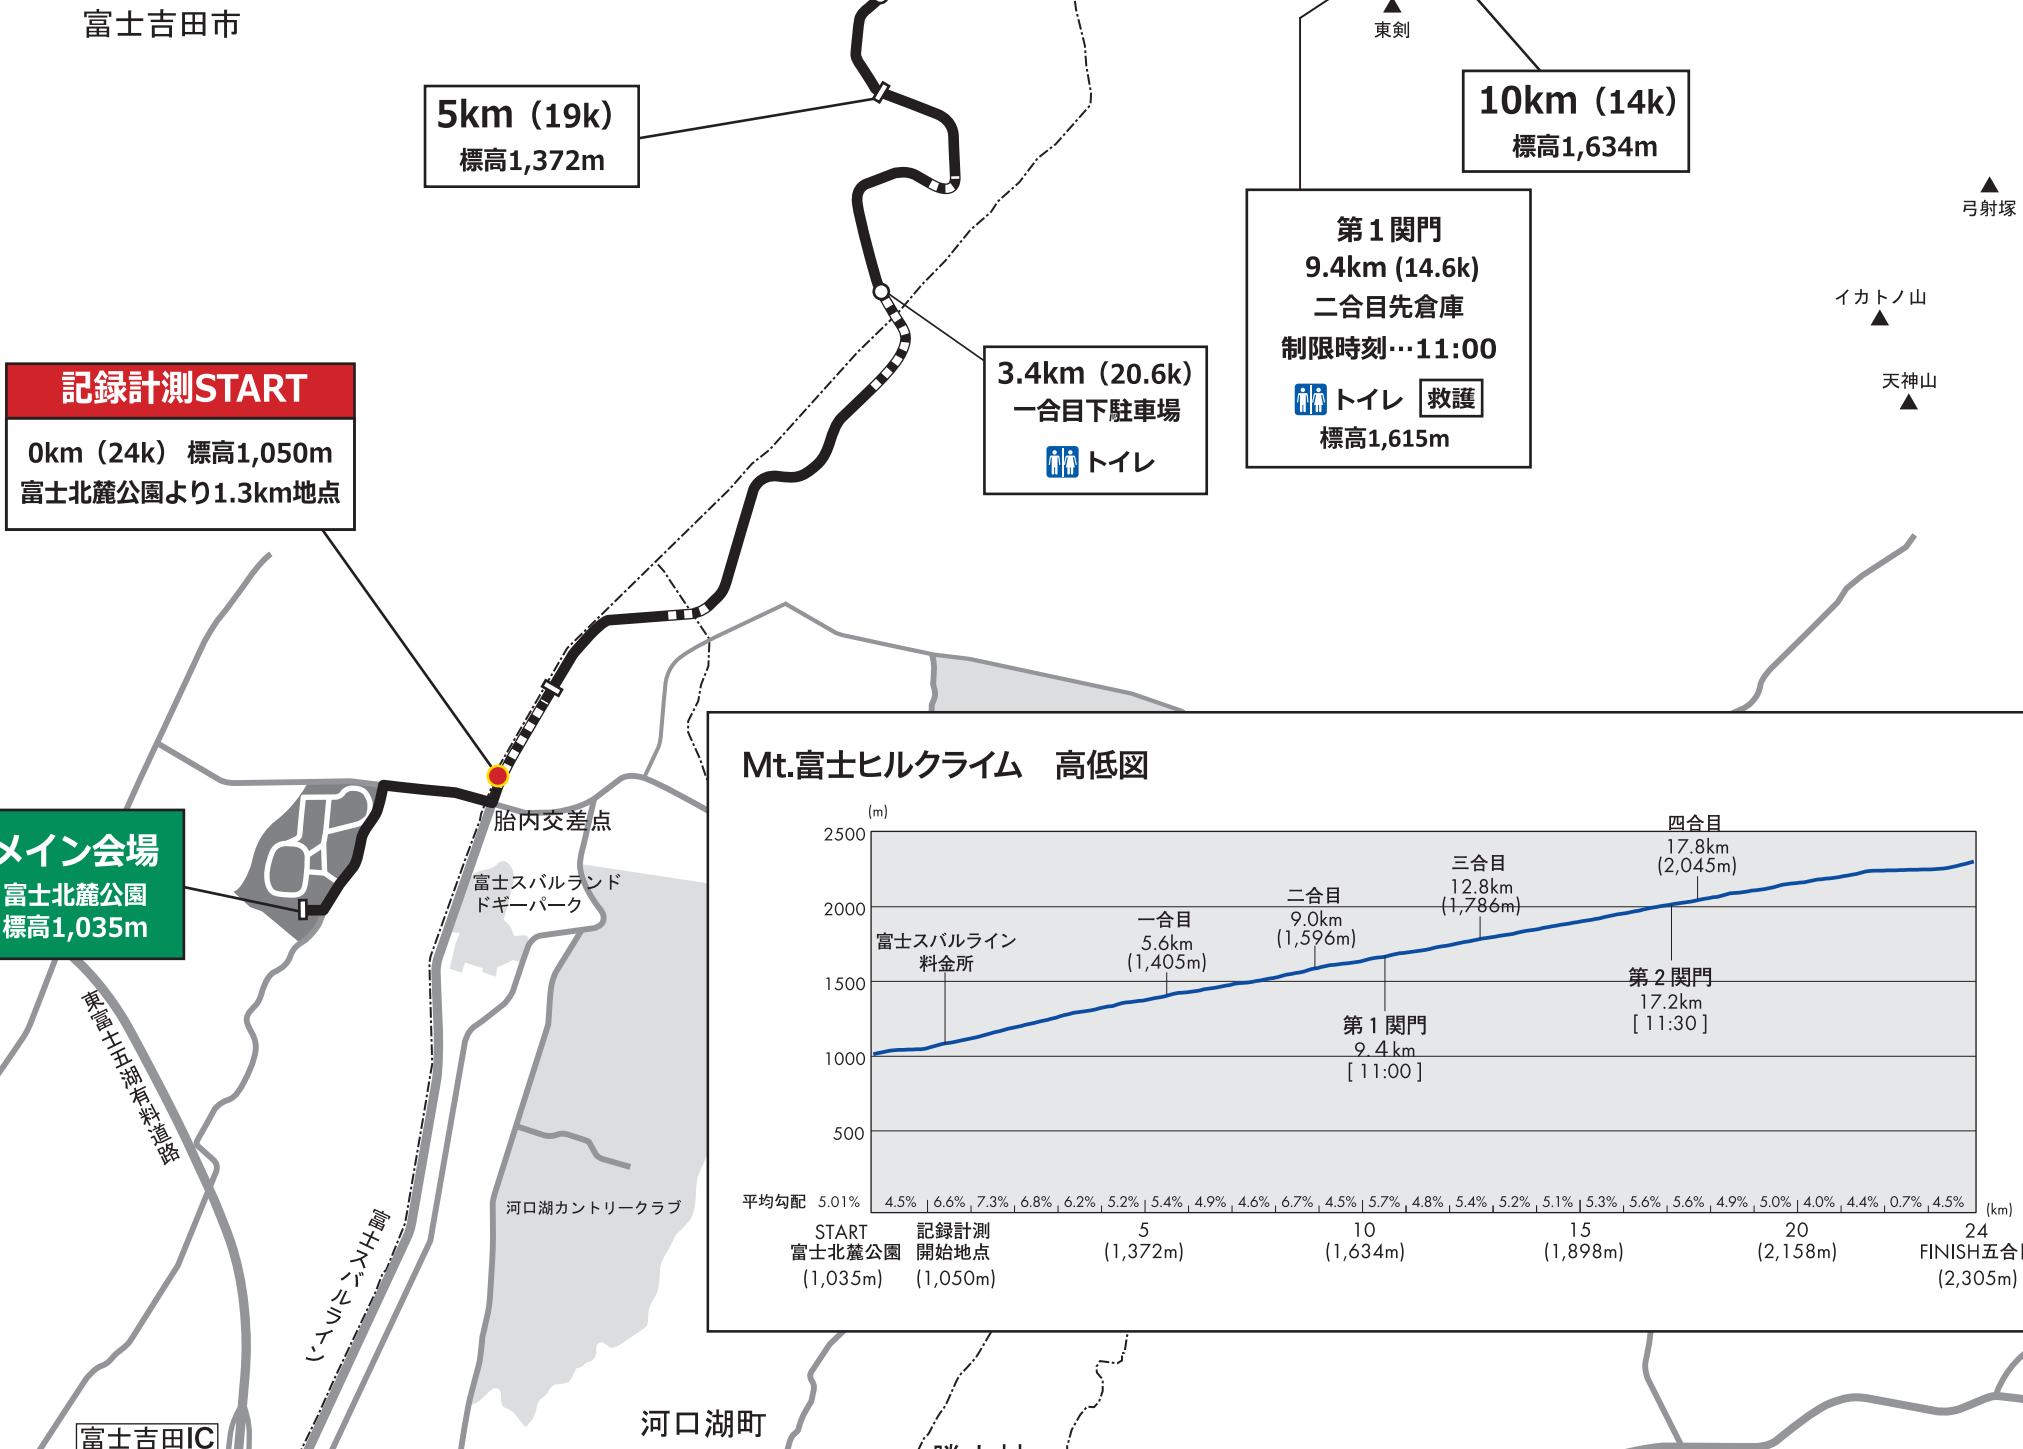 富士吉田市
東剣
5km（19k）
標高1,372m
10km（14k）
標高1,634m
弓射塚
第１関門
9.4km (14.6k)
二合目先倉庫
制限時刻…11:00
トイレ 救護
標高1,615m
イカトノ山
天神山
3.4km（20.6k）
一合目下駐車場
トイレ
記録計測START
0km（24k） 標高1,050m
富士北麓公園より1.3km地点
胎内交差点
メイン会場
富士北麓公園
標高1,035m
富士スバルランド
ドギーパーク
東富士五湖有料道路
富士スバルライン
河口湖カントリークラブ
富士吉田IC
河口湖町
Mt.富士ヒルクライム　高低図
(m)
2500
2000
1500
1000
500
富士スバルライン
料金所
一合目
5.6km
(1,405m)
二合目
9.0km
(1,596m)
三合目
12.8km
(1,786m)
四合目
17.8km
(2,045m)
第１関門
9.4km
[ 11:00 ]
第２関門
17.2km
[ 11:30 ]
平均勾配 5.01% 4.5% 6.6% 7.3% 6.8% 6.2% 5.2% 5.4% 4.9% 4.6% 6.7% 4.5% 5.7% 4.8% 5.4% 5.2% 5.1% 5.3% 5.6% 5.6% 4.9% 5.0% 4.0% 4.4% 0.7% 4.5% (km)
START
富士北麓公園
(1,035m)
記録計測
開始地点
(1,050m)
5
(1,372m)
10
(1,634m)
15
(1,898m)
20
(2,158m)
24
FINISH五合
(2,305m)